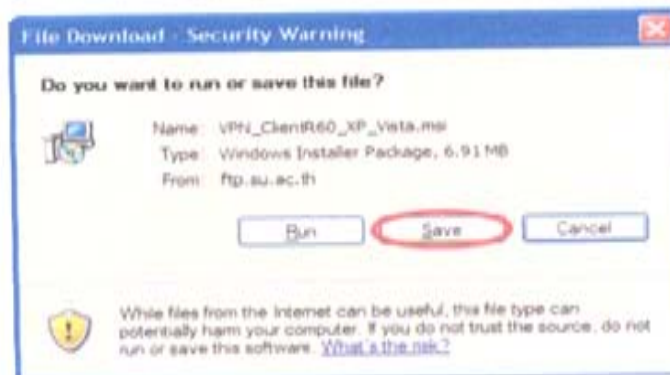 File Download - Security Warning
Do you want to run or save this file?
Name: VPN_ClientR60_XP_Vista.msi
Type: Windows Installer Package, 6.91 MB
From: ftp.su.ac.th
Run
Save
Cancel
While files from the Internet can be useful, this file type can
potentially harm your computer. If you do not trust the source, do not
run or save this software. What's the risk?